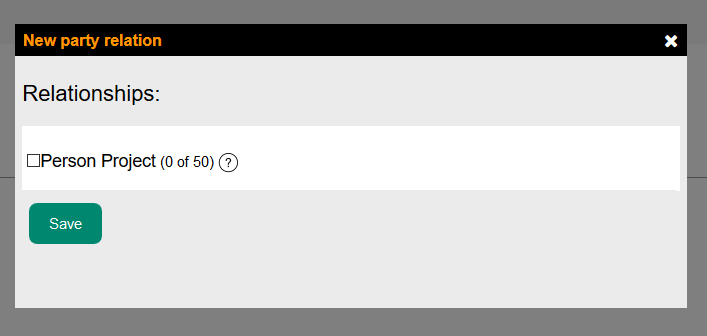 New party relation
Relationships:
Person Project (0 of 50) ?
Save